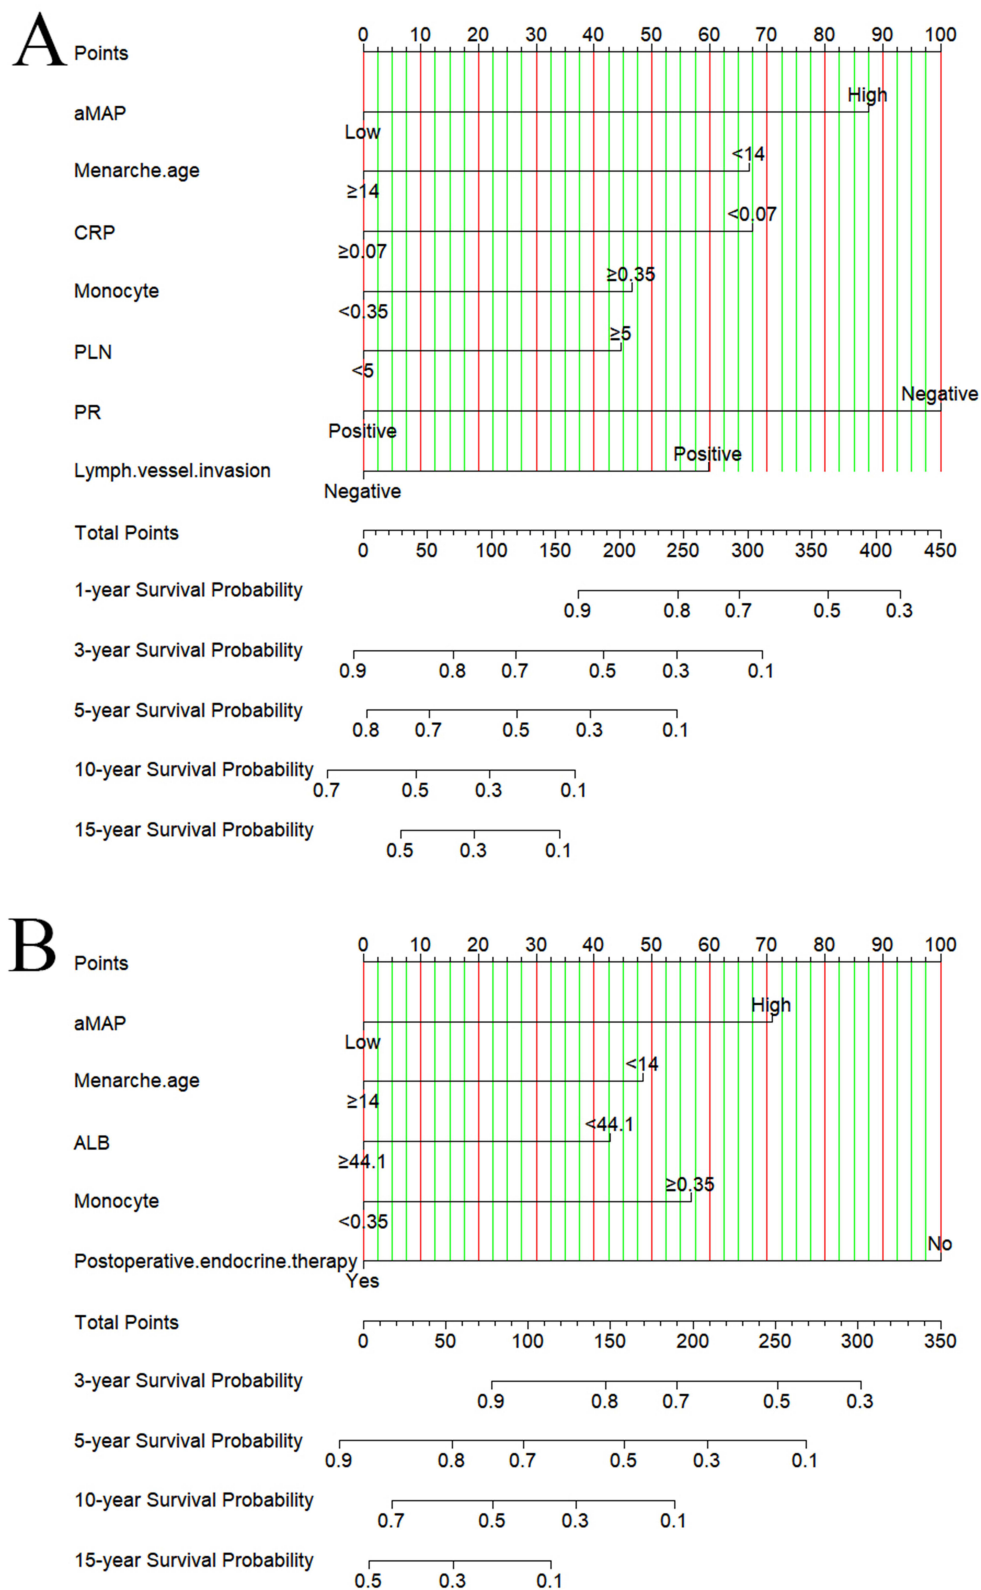 A
Points
0 10 20 30 40 50 60 70 80 90 100
aMAP
High
Low
Menarche.age
<14
≥14
CRP
<0.07
≥0.07
Monocyte
≥0.35
<0.35
PLN
≥5
<5
PR
Negative
Positive
Lymph.vessel.invasion
Positive
Negative
Total Points
0 50 100 150 200 250 300 350 400 450
1-year Survival Probability
0.9 0.8 0.7 0.5 0.3
3-year Survival Probability
0.9 0.8 0.7 0.5 0.3 0.1
5-year Survival Probability
0.8 0.7 0.5 0.3 0.1
10-year Survival Probability
0.7 0.5 0.3 0.1
15-year Survival Probability
0.5 0.3 0.1
B
Points
0 10 20 30 40 50 60 70 80 90 100
aMAP
High
Low
Menarche.age
<14
≥14
ALB
<44.1
≥44.1
Monocyte
≥0.35
<0.35
Postoperative.endocrine.therapy
No
Yes
Total Points
0 50 100 150 200 250 300 350
3-year Survival Probability
0.9 0.8 0.7 0.5 0.3
5-year Survival Probability
0.9 0.8 0.7 0.5 0.3 0.1
10-year Survival Probability
0.7 0.5 0.3 0.1
15-year Survival Probability
0.5 0.3 0.1